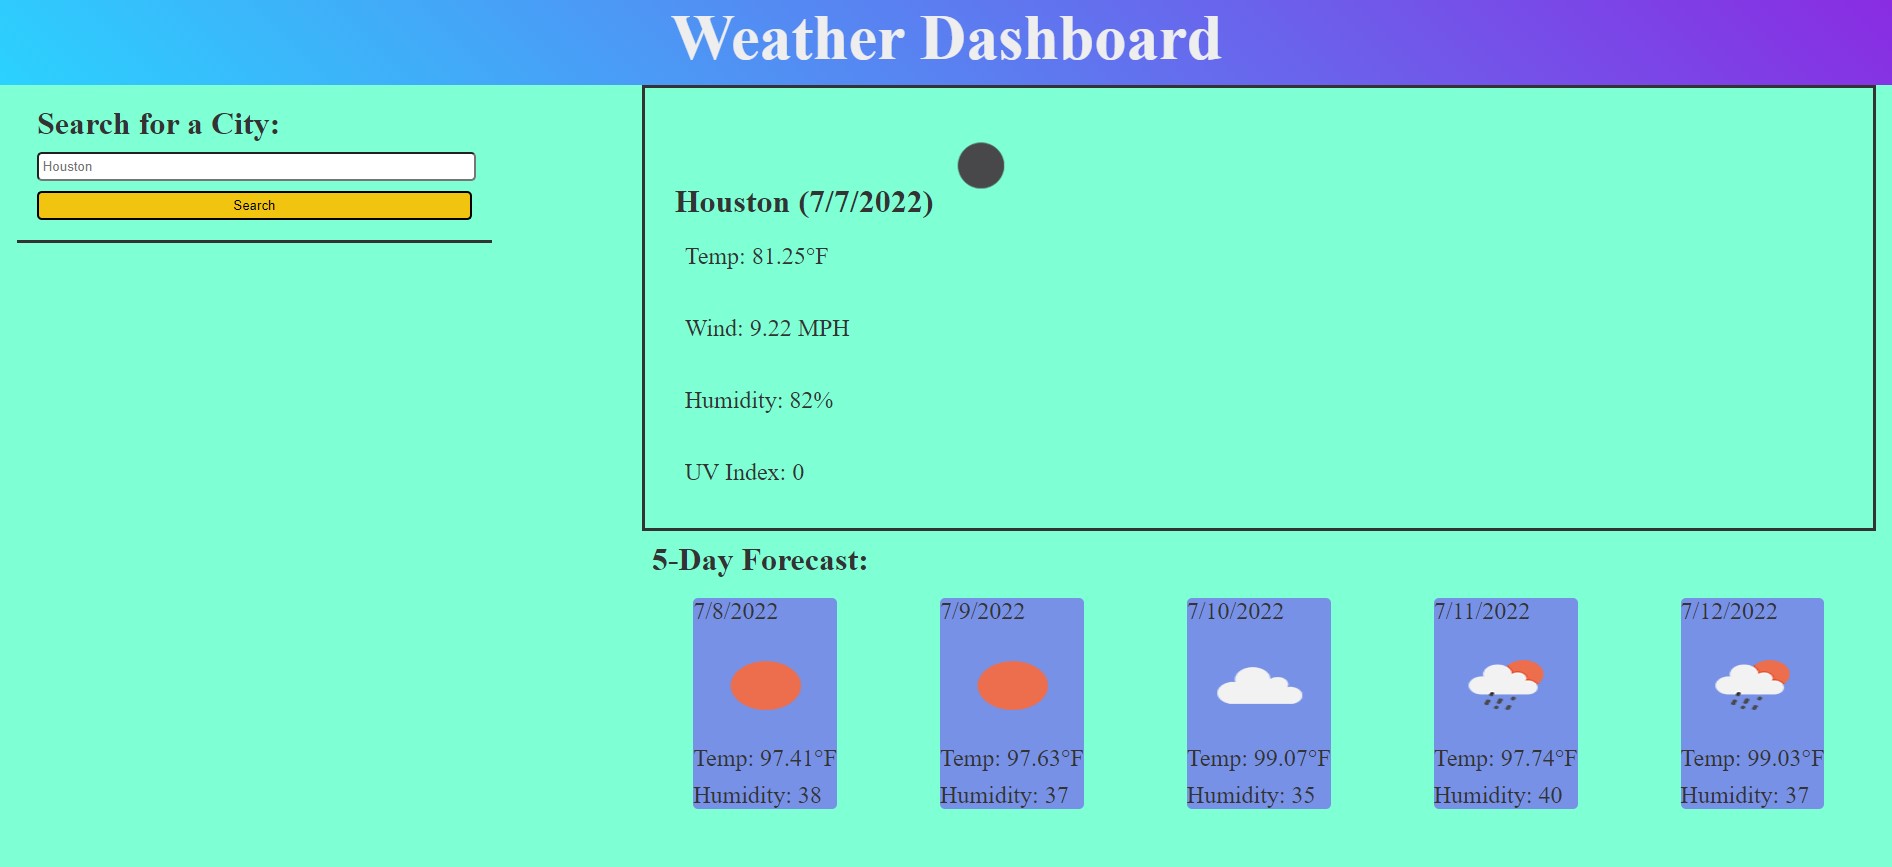 Weather Dashboard
Search for a City:
Houston
Search
Houston (7/7/2022)
Temp: 81.25°F
Wind: 9.22 MPH
Humidity: 82%
UV Index: 0
5-Day Forecast:
7/8/2022
Temp: 97.41°F
Humidity: 38
7/9/2022
Temp: 97.63°F
Humidity: 37
7/10/2022
Temp: 99.07°F
Humidity: 35
7/11/2022
Temp: 97.74°F
Humidity: 40
7/12/2022
Temp: 99.03°F
Humidity: 37